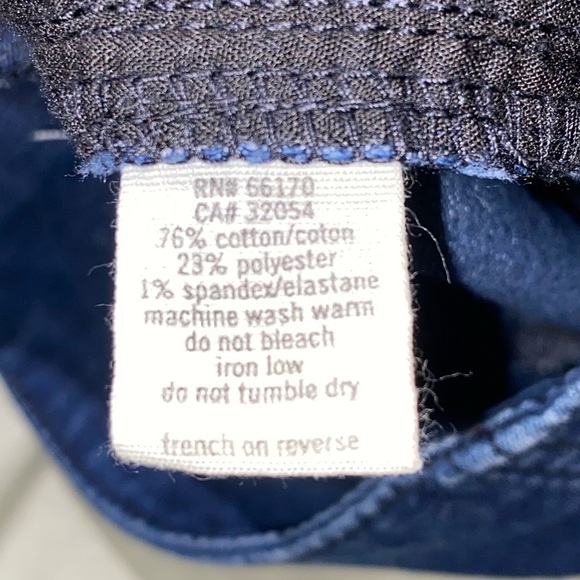 RN# 66170
CA# 32054
76% cotton/coton
23% polyester
1% spandex/elastane
machine wash warm
do not bleach
iron low
do not tumble dry
french on reverse